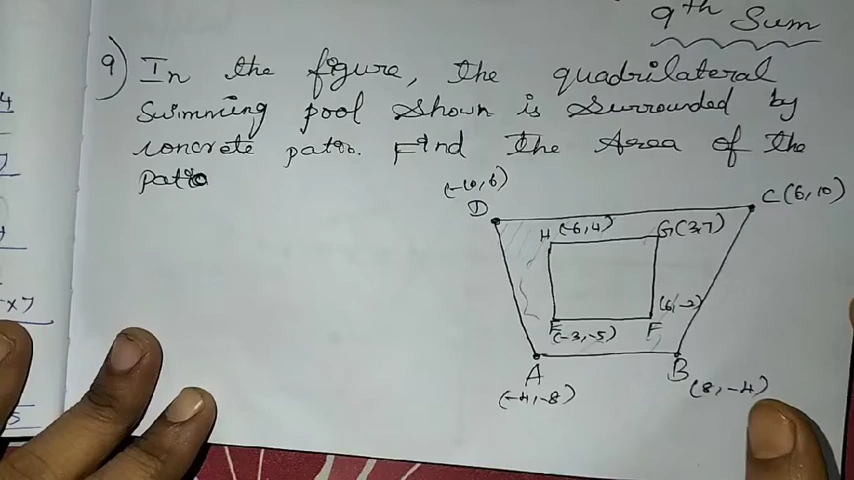 9th Sum
9) In the figure, the quadrilateral
Swimming pool shown is Surrounded by
concrete patio. Find The Area of the
patio
(-10,6)
D
C(6,10)
H(-6,4)
G(3,7)
(6,-2)
E(-3,-5)
F
A
(-4,-8)
B
(8,-4)
4
-x7